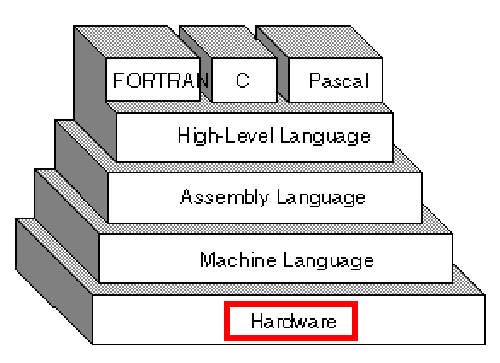 FORTRAN C Pascal
High-Level Language
Assembly Language
Machine Language
Hardware